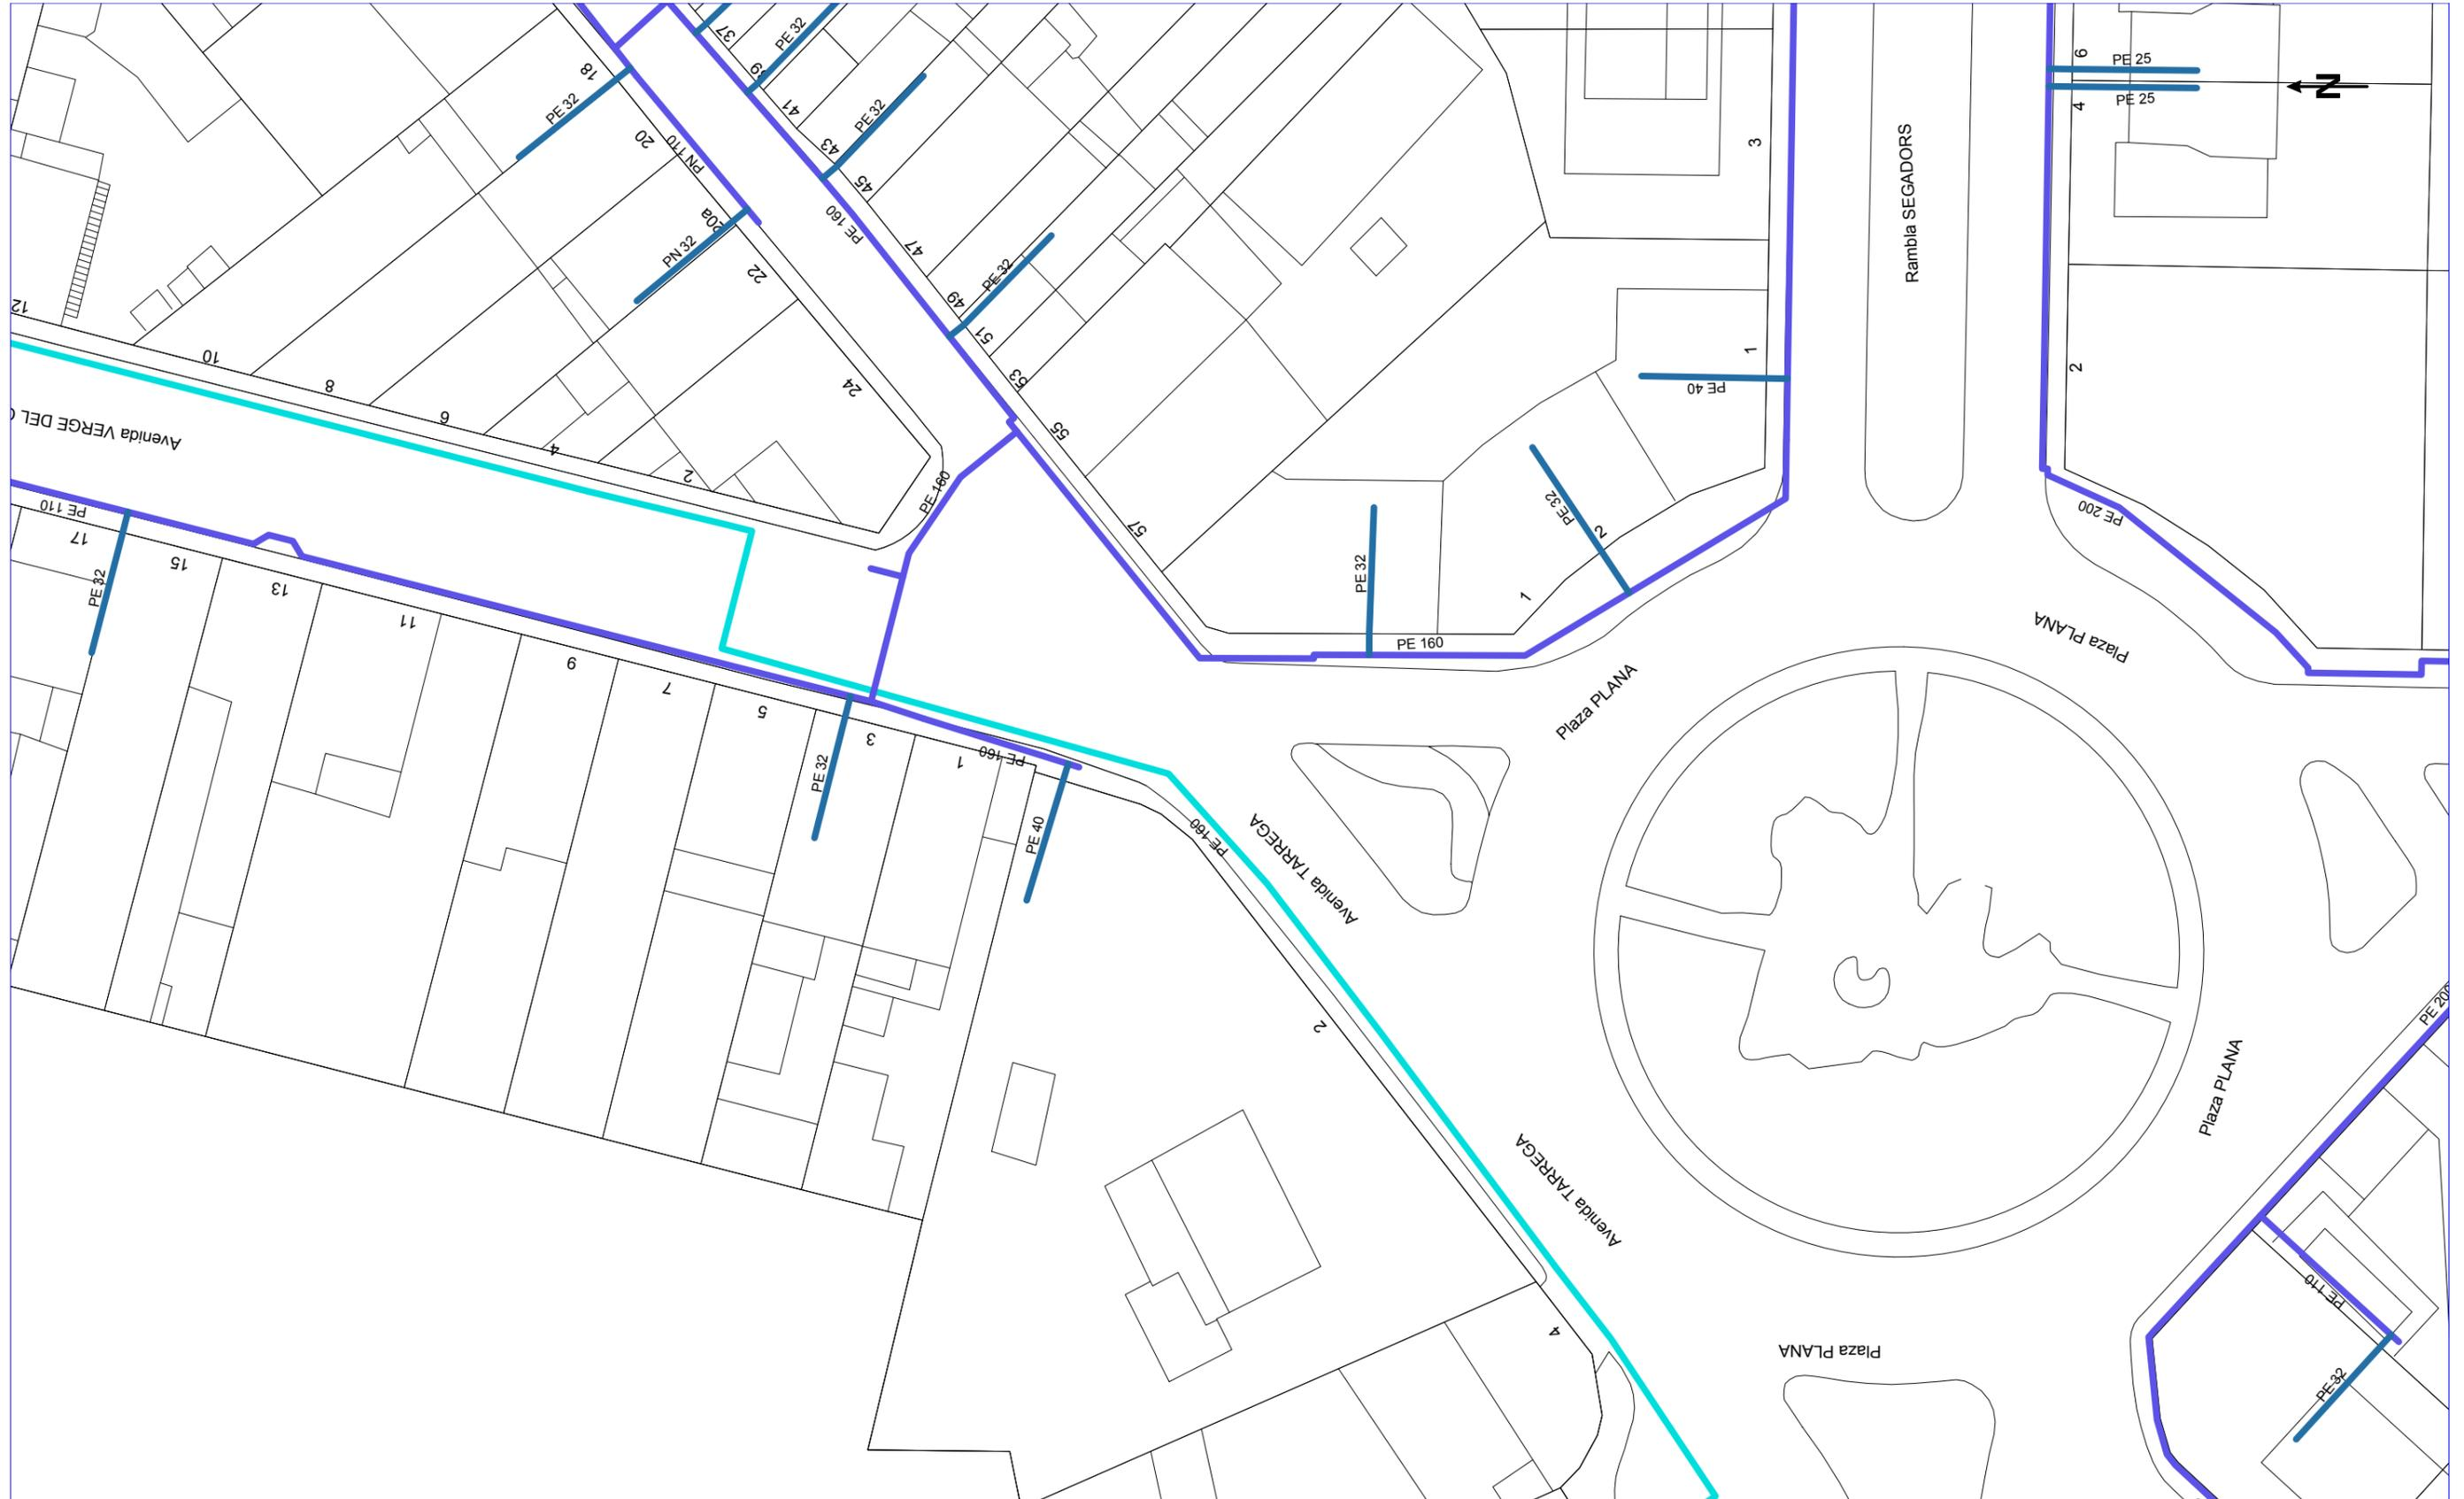 37
PE 32
39
41
PE 32
43
45
PE 160
47
49
PE 32
51
53
55
57
18
PE 32
20
PN 110
20a
PN 32
22
24
12
10
8
6
4
2
Avenida VERGE DEL
PE 110
17
PE 32
15
13
11
9
7
5
3
1
PE 32
PE 160
PE 40
PE 160
PE 160
Avenida TARREGA
2
Avenida TARREGA
4
PE 32
PE 160
1
PE 32
2
Plaza PLANA
3
1
PE 40
Rambla SEGADORS
6
PE 25
4
PE 25
N
2
PE 200
Plaza PLANA
PE 200
Plaza PLANA
PE 110
PE 32
Plaza PLANA